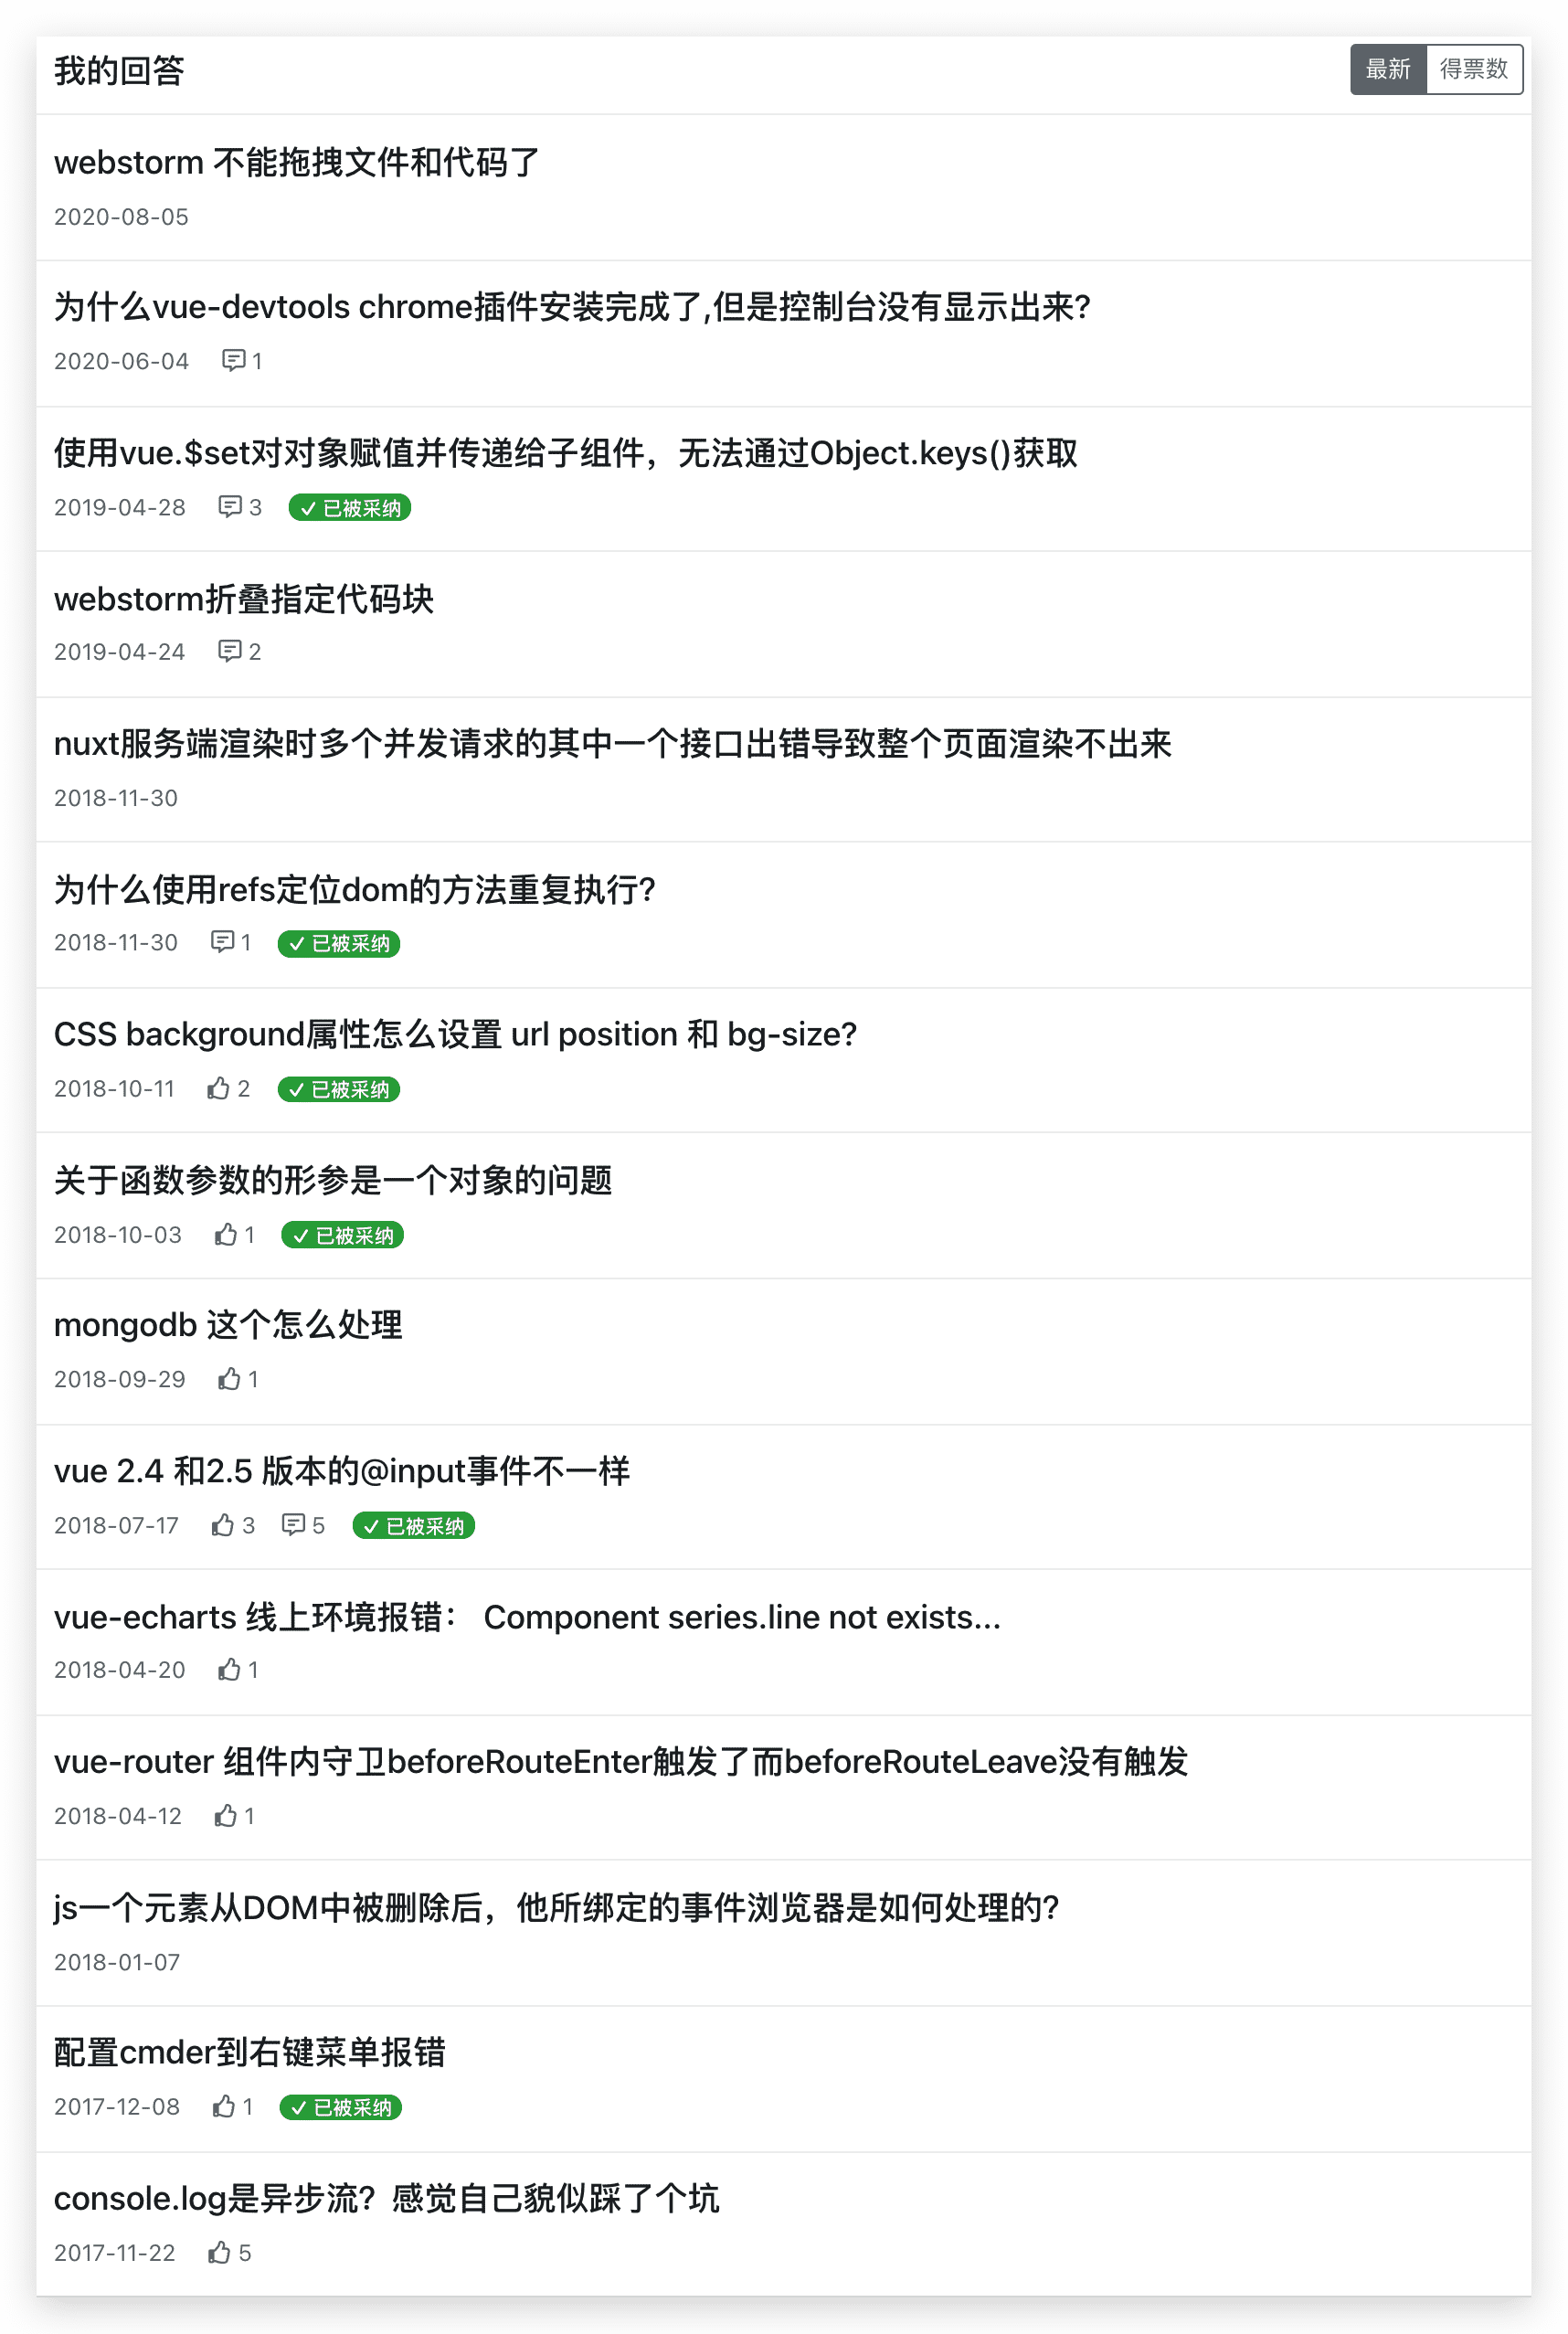 我的回答
最新 得票数
webstorm 不能拖拽文件和代码了
2020-08-05
为什么vue-devtools chrome插件安装完成了,但是控制台没有显示出来?
2020-06-04 1
使用vue.$set对对象赋值并传递给子组件，无法通过Object.keys()获取
2019-04-28 3 已被采纳
webstorm折叠指定代码块
2019-04-24 2
nuxt服务端渲染时多个并发请求的其中一个接口出错导致整个页面渲染不出来
2018-11-30
为什么使用refs定位dom的方法重复执行?
2018-11-30 1 已被采纳
CSS background属性怎么设置 url position 和 bg-size?
2018-10-11 2 已被采纳
关于函数参数的形参是一个对象的问题
2018-10-03 1 已被采纳
mongodb 这个怎么处理
2018-09-29 1
vue 2.4 和2.5 版本的@input事件不一样
2018-07-17 3 5 已被采纳
vue-echarts 线上环境报错： Component series.line not exists...
2018-04-20 1
vue-router 组件内守卫beforeRouteEnter触发了而beforeRouteLeave没有触发
2018-04-12 1
js一个元素从DOM中被删除后，他所绑定的事件浏览器是如何处理的?
2018-01-07
配置cmder到右键菜单报错
2017-12-08 1 已被采纳
console.log是异步流？感觉自己貌似踩了个坑
2017-11-22 5